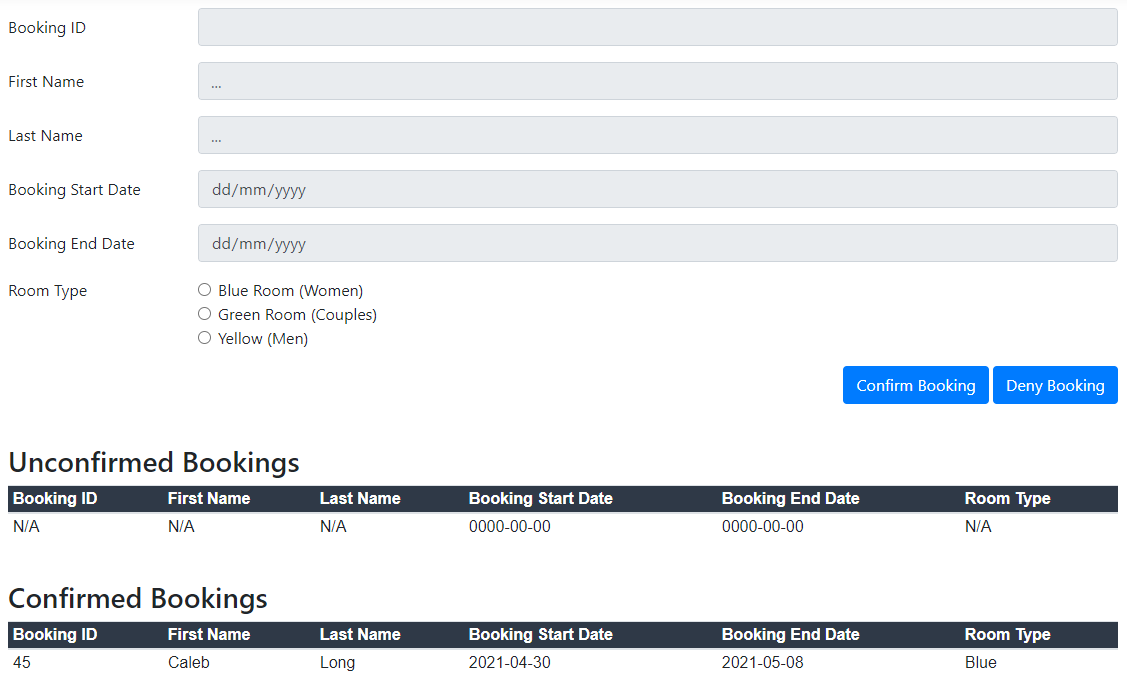 Booking ID
First Name ...
Last Name ...
Booking Start Date dd/mm/yyyy
Booking End Date dd/mm/yyyy
Room Type Blue Room (Women)
Green Room (Couples)
Yellow (Men)
Confirm Booking Deny Booking
Unconfirmed Bookings
Booking ID First Name Last Name Booking Start Date Booking End Date Room Type
N/A N/A N/A 0000-00-00 0000-00-00 N/A
Confirmed Bookings
Booking ID First Name Last Name Booking Start Date Booking End Date Room Type
45 Caleb Long 2021-04-30 2021-05-08 Blue